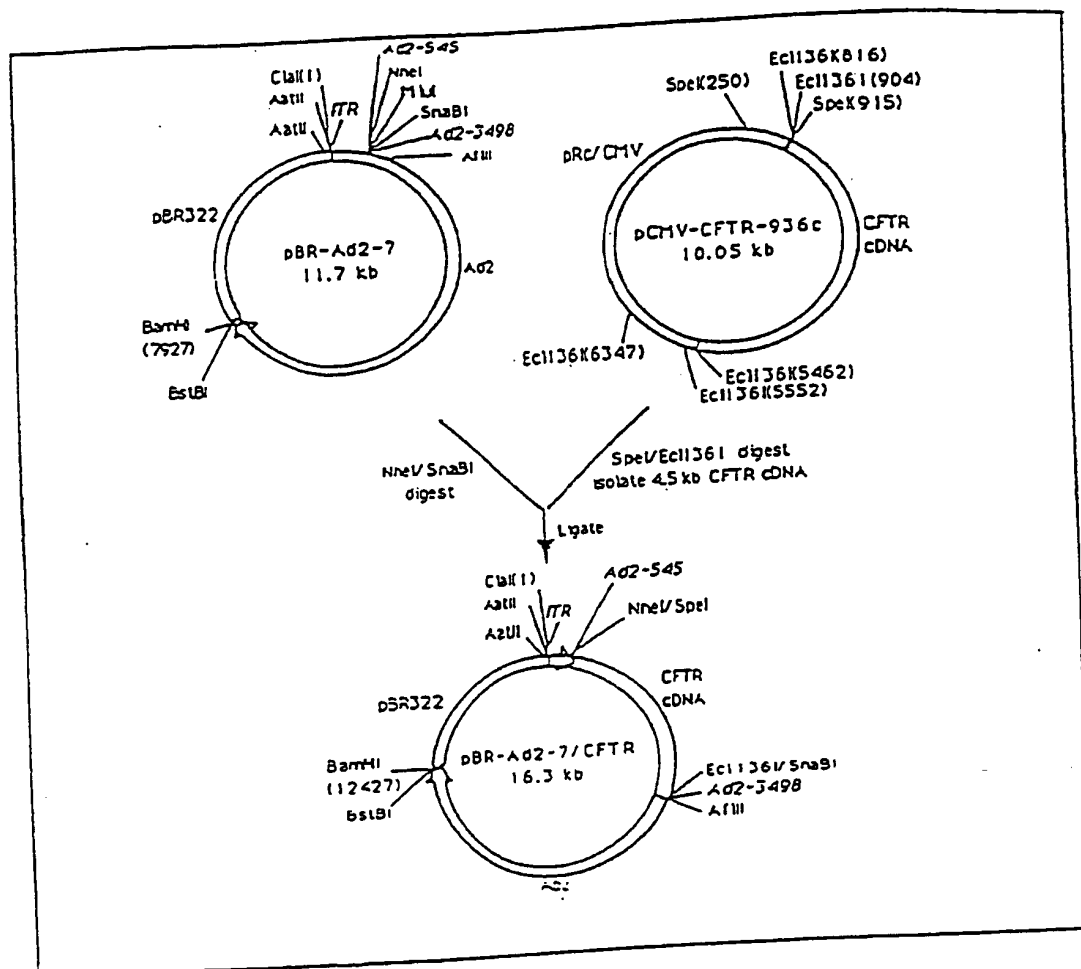 Ad2-545
NheI
MluI
SnaBI
Ad2-3498
AflII
ClaI(1)
AatII
ITR
AatII
pBR322
pBR-Ad2-7
11.7 kb
Ad2
BamHI
(7927)
BstBI
Ecl136I(816)
Ecl136I(904)
SpeI(915)
SpeI(250)
pRc/CMV
pCMV-CFTR-936c
10.05 kb
CFTR
cDNA
Ecl136I(6347)
Ecl136I(5462)
Ecl136I(5552)
NheI/SnaBI
digest
SpeI/Ecl136I digest
isolate 4.5 kb CFTR cDNA
Ligate
ClaI(1)
AatII
ITR
AatII
Ad2-545
NheI/SpeI
CFTR
cDNA
pBR322
pBR-Ad2-7/CFTR
16.3 kb
BamHI
(12427)
BstBI
Ecl136I/SnaBI
Ad2-3498
AflII
Ad2